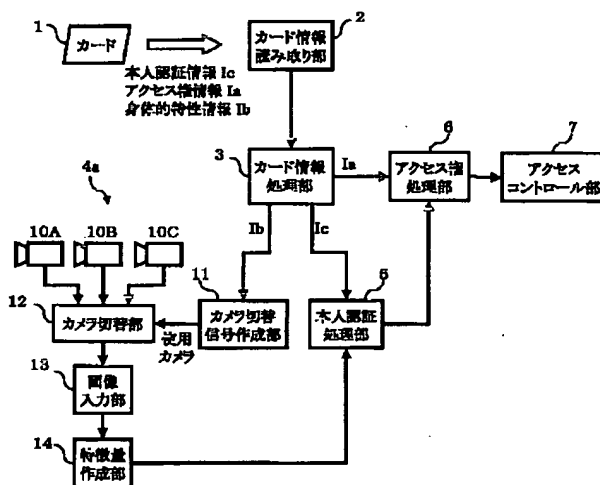 1
カード
2
カード情報
読み取り部
本人認証情報 Ic
アクセス権情報 Ia
身体的特性情報 Ib
3
カード情報
処理部
Ia
6
アクセス権
処理部
7
アクセス
コントロール部
4a
10A
10B
10C
Ib
Ic
12
カメラ切替部
使用
カメラ
11
カメラ切替
信号作成部
5
本人認証
処理部
13
画像
入力部
14
特徴量
作成部